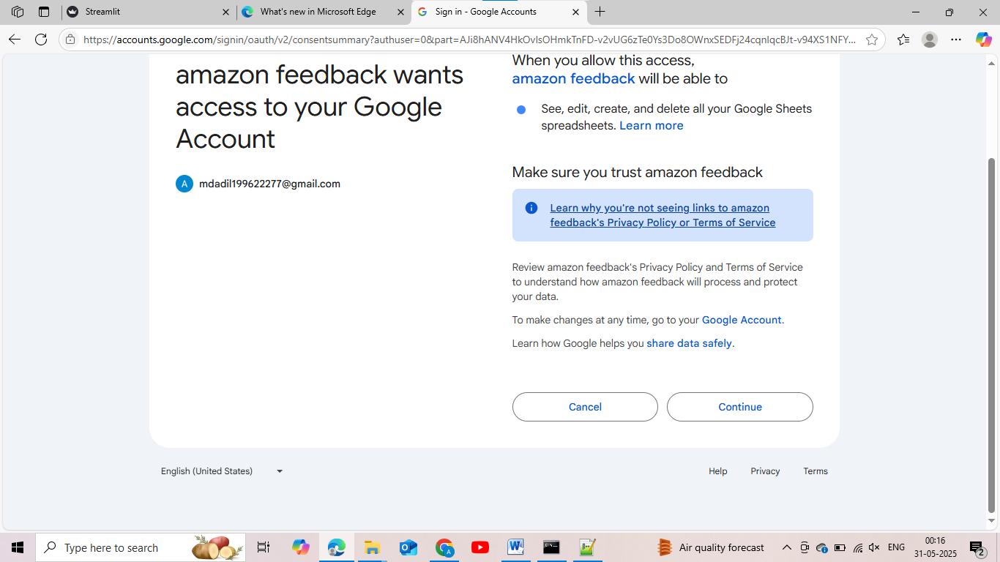 Streamlit
What's new in Microsoft Edge
Sign in - Google Accounts
https://accounts.google.com/signin/oauth/v2/consentsummary?authuser=0&part=AJi8hANV4HkOvlsOHmkTnFD-v2vUG6zTe0Ys3Do8OWnxSEDFj24cqnlqcBJt-v94XS1NFY...
amazon feedback wants
access to your Google
Account
A mdadil199622277@gmail.com
When you allow this access,
amazon feedback will be able to
See, edit, create, and delete all your Google Sheets
spreadsheets. Learn more
Make sure you trust amazon feedback
Learn why you're not seeing links to amazon
feedback's Privacy Policy or Terms of Service
Review amazon feedback's Privacy Policy and Terms of Service
to understand how amazon feedback will process and protect
your data.
To make changes at any time, go to your Google Account.
Learn how Google helps you share data safely.
Cancel
Continue
English (United States)
Help
Privacy
Terms
Type here to search
Air quality forecast
ENG
00:16
31-05-2025
2